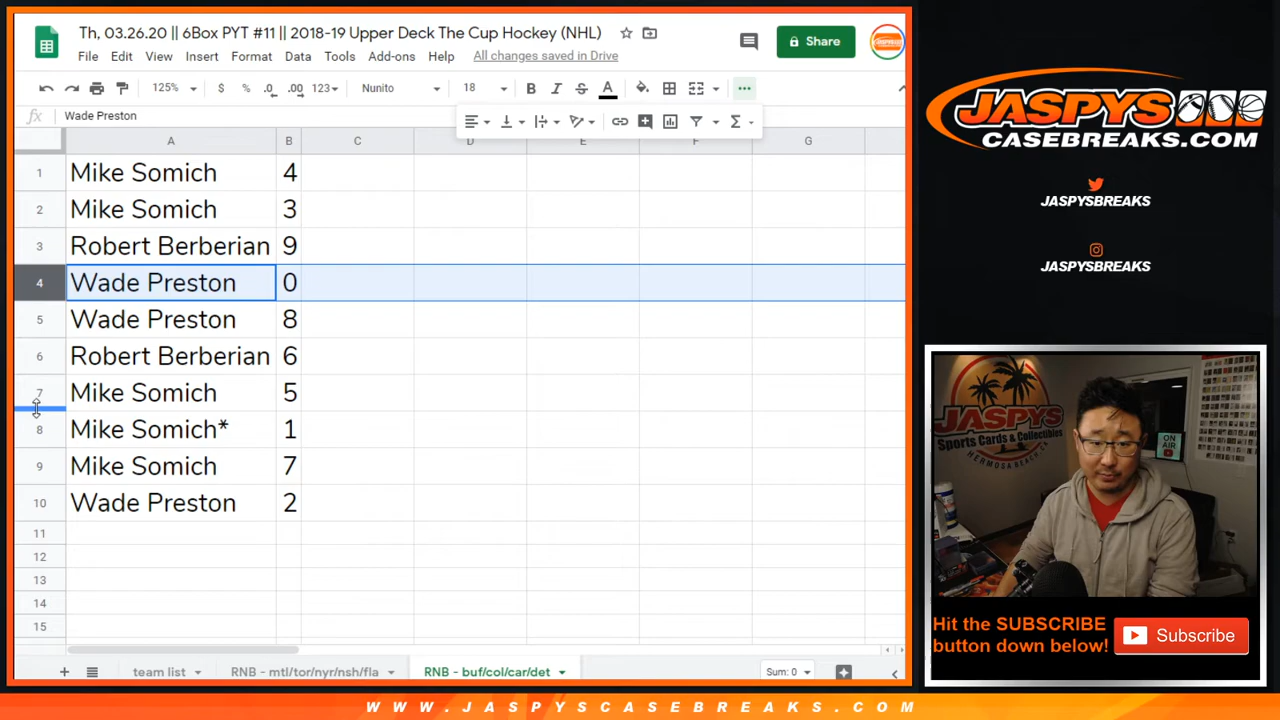 Th, 03.26.20 || 6Box PYT #11 || 2018-19 Upper Deck The Cup Hockey (NHL)
File Edit View Insert Format Data Tools Add-ons Help All changes saved in Drive
Share
125% $ % .0 .00 123 Nunito 18 B I S A
fx Wade Preston
A B C D E F G
1 Mike Somich 4
2 Mike Somich 3
3 Robert Berberian 9
4 Wade Preston 0
5 Wade Preston 8
6 Robert Berberian 6
7 Mike Somich 5
8 Mike Somich* 1
9 Mike Somich 7
10 Wade Preston 2
11
12
13
14
15
team list RNB - mtl/tor/nyr/nsh/fla RNB - buf/col/car/det Sum: 0
JASPYS
CASEBREAKS.COM
JASPYSBREAKS
JASPYSBREAKS
JASPYS
Sports Cards & Collectibles
HERMOSA BEACH, CA
ON AIR
Hit the SUBSCRIBE
button down below!
Subscribe
WWW.JASPYSCASEBREAKS.COM